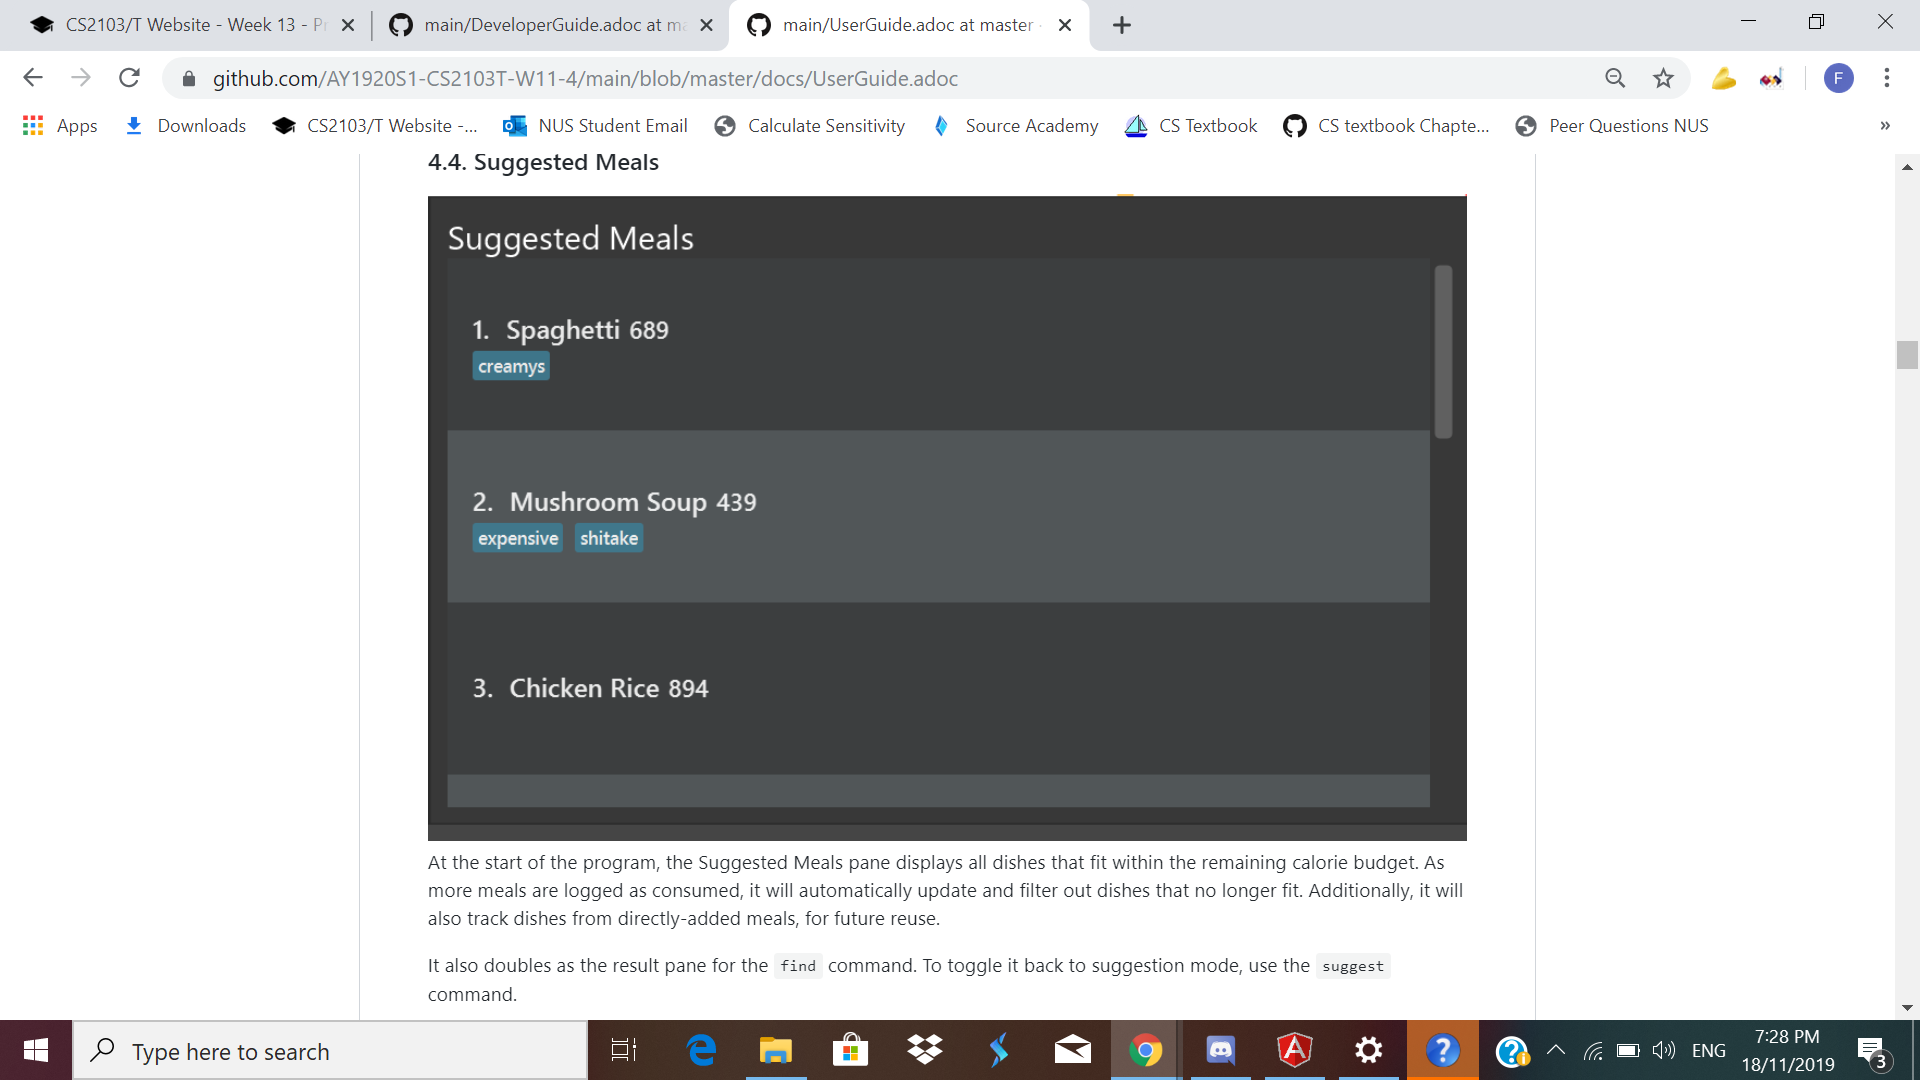 CS2103/T Website - Week 13 - Pr
main/DeveloperGuide.adoc at ma
main/UserGuide.adoc at master
github.com/AY1920S1-CS2103T-W11-4/main/blob/master/docs/UserGuide.adoc
F
Apps
Downloads
CS2103/T Website -...
NUS Student Email
Calculate Sensitivity
Source Academy
CS Textbook
CS textbook Chapte...
Peer Questions NUS
»
4.4. Suggested Meals
Suggested Meals
1. Spaghetti 689
creamys
2. Mushroom Soup 439
expensive shitake
3. Chicken Rice 894
At the start of the program, the Suggested Meals pane displays all dishes that fit within the remaining calorie budget. As
more meals are logged as consumed, it will automatically update and filter out dishes that no longer fit. Additionally, it will
also track dishes from directly-added meals, for future reuse.
It also doubles as the result pane for the find command. To toggle it back to suggestion mode, use the suggest
command.
Type here to search
ENG
7:28 PM
18/11/2019
3